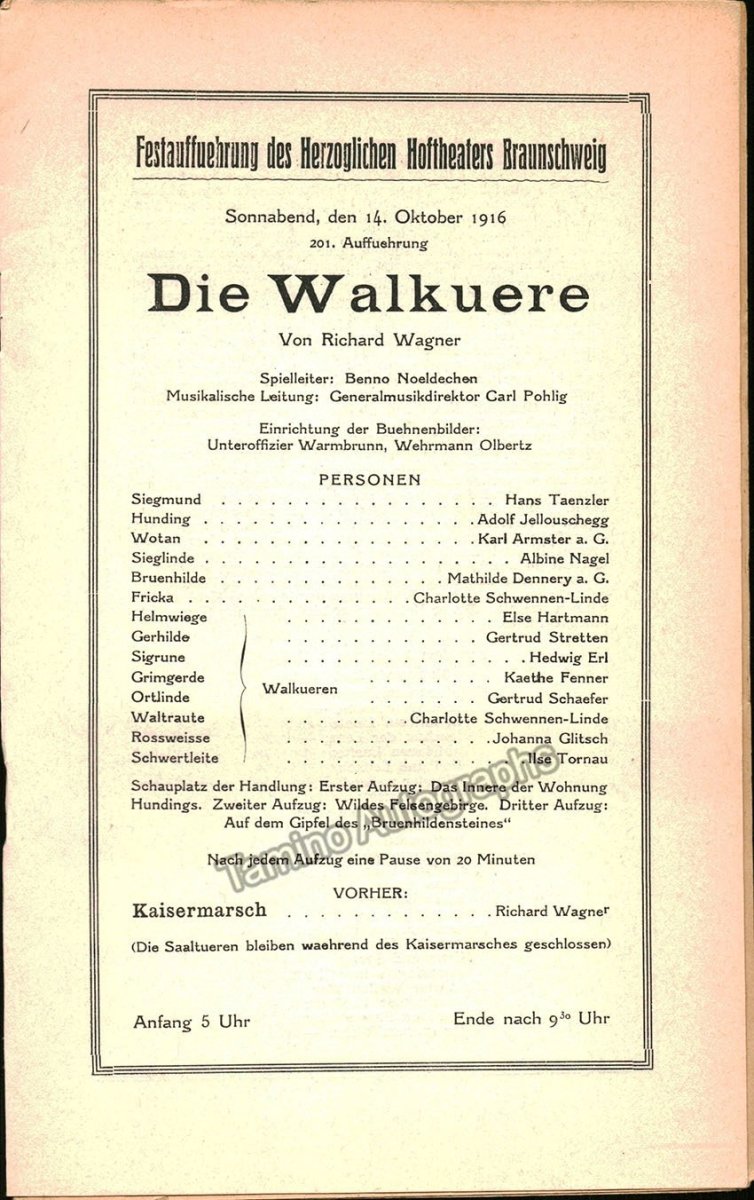 Festauffuehrung des Herzoglichen Hoftheaters Braunschweig
Sonnabend, den 14. Oktober 1916
201. Auffuehrung
Die Walkuere
Von Richard Wagner
Spielleiter: Benno Noeldechen
Musikalische Leitung: Generalmusikdirektor Carl Pohlig
Einrichtung der Buehnenbilder:
Unteroffizier Warmbrunn, Wehrmann Olbertz
PERSONEN
Siegmund . . . . . . . . . . . . . . . . . Hans Taenzler
Hunding . . . . . . . . . . . . . . . . . Adolf Jellouschegg
Wotan . . . . . . . . . . . . . . . . . Karl Armster a. G.
Sieglinde . . . . . . . . . . . . . . . . . . . Albine Nagel
Bruenhilde . . . . . . . . . . . . . . Mathilde Dennery a. G.
Fricka . . . . . . . . . . . . . . Charlotte Schwennen-Linde
Helmwiege . . . . . . . . . . . . . Else Hartmann
Gerhilde . . . . . . . . . . . . . Gertrud Stretten
Sigrune . . . . . . . . . . . . . . . Hedwig Erl
Grimgerde . . . . . . . . Kaethe Fenner
Walkueren
Ortlinde . . . . . . . Gertrud Schaefer
Waltraute . . . . . . . . Charlotte Schwennen-Linde
Rossweisse . . . . . . . . . . . . . Johanna Glitsch
Schwertleite . . . . . . . . . . . . . . Ilse Tornau
Schauplatz der Handlung: Erster Aufzug: Das Innere der Wohnung
Hundings. Zweiter Aufzug: Wildes Felsengebirge. Dritter Aufzug:
Auf dem Gipfel des „Bruenhildensteines“
Nach jedem Aufzug eine Pause von 20 Minuten
VORHER:
Kaisermarsch . . . . . . . . . . . . . Richard Wagner
(Die Saaltueren bleiben waehrend des Kaisermarsches geschlossen)
Anfang 5 Uhr Ende nach 9³⁰ Uhr
Tamino Autographs